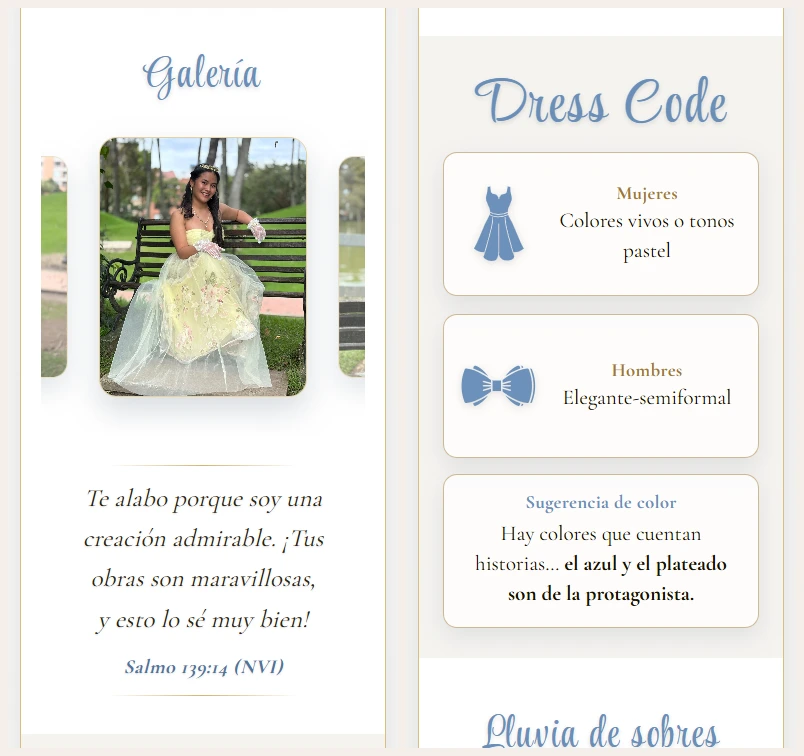 Galería
Te alabo porque soy una
creación admirable. ¡Tus
obras son maravillosas,
y esto lo sé muy bien!
Salmo 139:14 (NVI)
Dress Code
Mujeres
Colores vivos o tonos
pastel
Hombres
Elegante-semiformal
Sugerencia de color
Hay colores que cuentan
historias... el azul y el plateado
son de la protagonista.
Lluvia de sobres